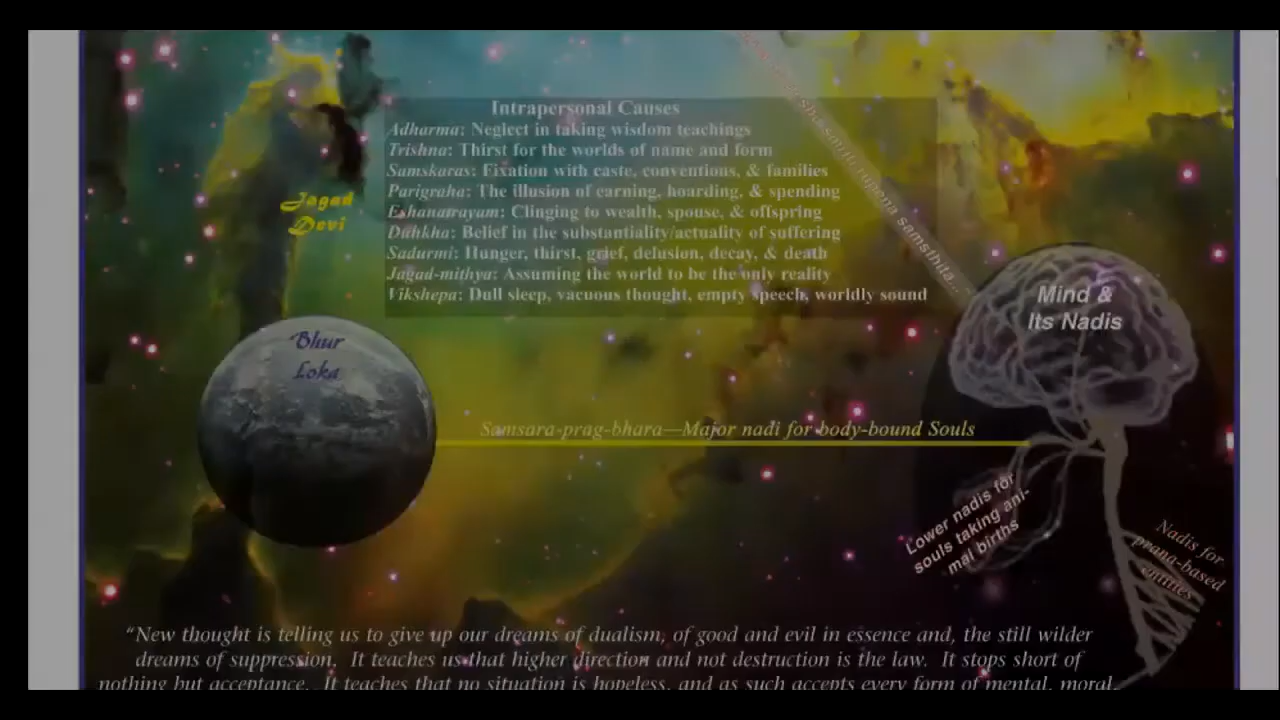 Intrapersonal Causes
Adharma: Neglect in taking wisdom teachings
Trishna: Thirst for the worlds of name and form
Samskaras: Fixation with caste, conventions, & families
Parigraha: The illusion of earning, hoarding, & spending
Eshanatrayam: Clinging to wealth, spouse, & offspring
Duhkha: Belief in the substantiality/actuality of suffering
Sadurmi: Hunger, thirst, grief, delusion, decay, & death
Jagad-mithya: Assuming the world to be the only reality
Vikshepa: Dull sleep, vacuous thought, empty speech, worldly sound
Jagad
Devi
rupena samsthita...
Mind &
Its Nadis
Bhur
Loka
Samsara-prag-bhara—Major nadi for body-bound Souls
Lower nadis for
souls taking ani-
mal births
Nadis for
prana-based
entities
“New thought is telling us to give up our dreams of dualism, of good and evil in essence and, the still wilder
dreams of suppression. It teaches us that higher direction and not destruction is the law. It stops short of
nothing but acceptance. It teaches that no situation is hopeless, and as such accepts every form of mental, moral,